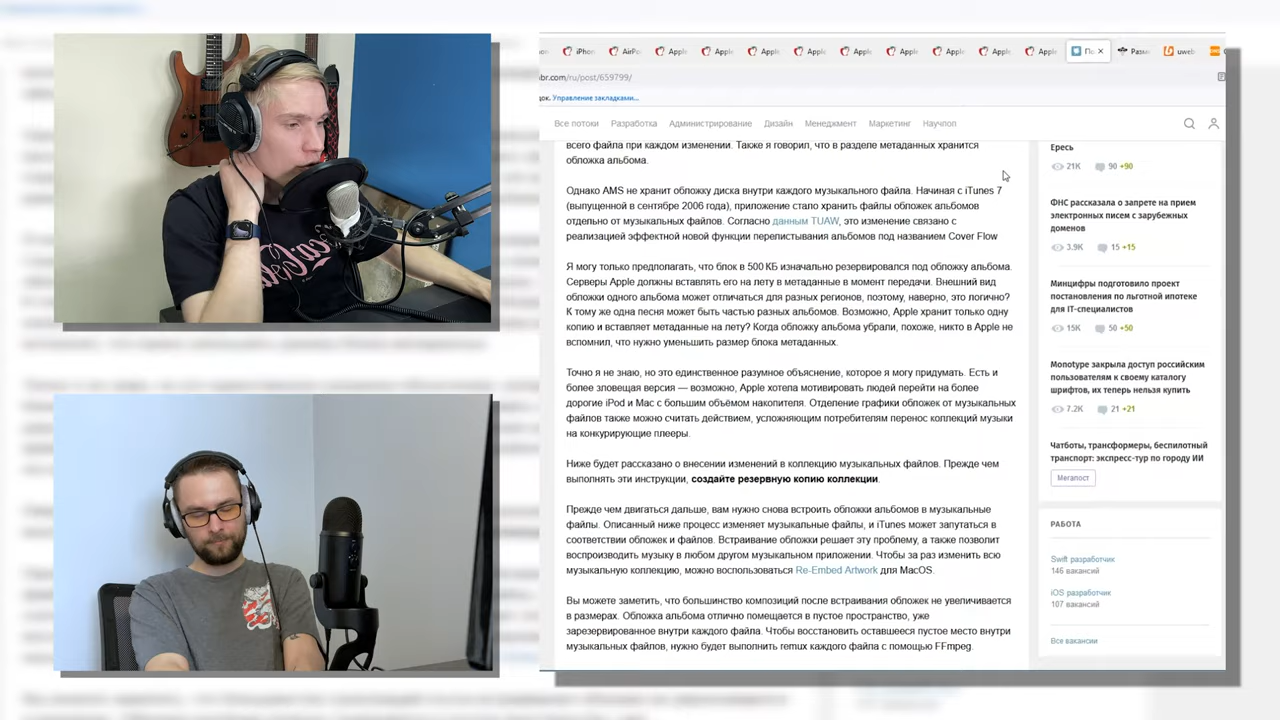 iPhon
AirPo
Apple
Apple
Apple
Apple
Apple
Apple
Apple
Apple
Apple
По
Разм
uweb
br.com/ru/post/659799/
док. Управление закладками...
Все потоки Разработка Администрирование Дизайн Менеджмент Маркетинг Научпоп
всего файла при каждом изменении. Также я говорил, что в разделе метаданных хранится
обложка альбома.
Однако AMS не хранит обложку диска внутри каждого музыкального файла. Начиная с iTunes 7
(выпущенной в сентябре 2006 года), приложение стало хранить файлы обложек альбомов
отдельно от музыкальных файлов. Согласно данным TUAW, это изменение связано с
реализацией эффектной новой функции переписывания альбомов под названием Cover Flow
Я могу только предполагать, что блок в 500 КБ изначально резервировался под обложку альбома.
Серверы Apple должны вставлять его на лету в метаданные в момент передачи. Внешний вид
обложки одного альбома может отличаться для разных регионов, поэтому, наверно, это логично?
К тому же одна песня может быть частью разных альбомов. Возможно, Apple хранит только одну
копию и вставляет метаданные на лету? Когда обложку альбома убрали, похоже, никто в Apple не
вспомнил, что нужно уменьшить размер блока метаданных.
Точно я не знаю, но это единственное разумное объяснение, которое я могу придумать. Есть и
более зловещая версия — возможно, Apple хотела мотивировать людей перейти на более
дорогие iPod и Mac с большим объёмом накопителя. Отделение графики обложек от музыкальных
файлов также можно считать действием, усложняющим потребителям перенос коллекций музыки
на конкурирующие плееры.
Ниже будет рассказано о внесении изменений в коллекцию музыкальных файлов. Прежде чем
выполнять эти инструкции, создайте резервную копию коллекции.
Прежде чем двигаться дальше, вам нужно снова встроить обложки альбомов в музыкальные
файлы. Описанный ниже процесс изменяет музыкальные файлы, и iTunes может запутаться в
соответствии обложек и файлов. Встраивание обложки решает эту проблему, а также позволит
воспроизводить музыку в любом другом музыкальном приложении. Чтобы за раз изменить всю
музыкальную коллекцию, можно воспользоваться Re-Embed Artwork для MacOS.
Вы можете заметить, что большинство композиций после встраивания обложек не увеличивается
в размерах. Обложка альбома отлично помещается в пустое пространство, уже
зарезервированное внутри каждого файла. Чтобы восстановить оставшееся пустое место внутри
музыкальных файлов, нужно будет выполнить remux каждого файла с помощью FFmpeg.
Ересь
21K 90 +90
ФНС рассказала о запрете на прием
электронных писем с зарубежных
доменов
3.9K 15 +15
Минцифры подготовило проект
постановления по льготной ипотеке
для IT-специалистов
15K 50 +50
Monotype закрыла доступ российским
пользователям к своему каталогу
шрифтов, их теперь нельзя купить
7.2K 21 +21
Чатботы, трансформеры, беспилотный
транспорт: экспресс-тур по городу ИИ
Мегапост
РАБОТА
Swift разработчик
146 вакансий
iOS разработчик
107 вакансий
Все вакансии